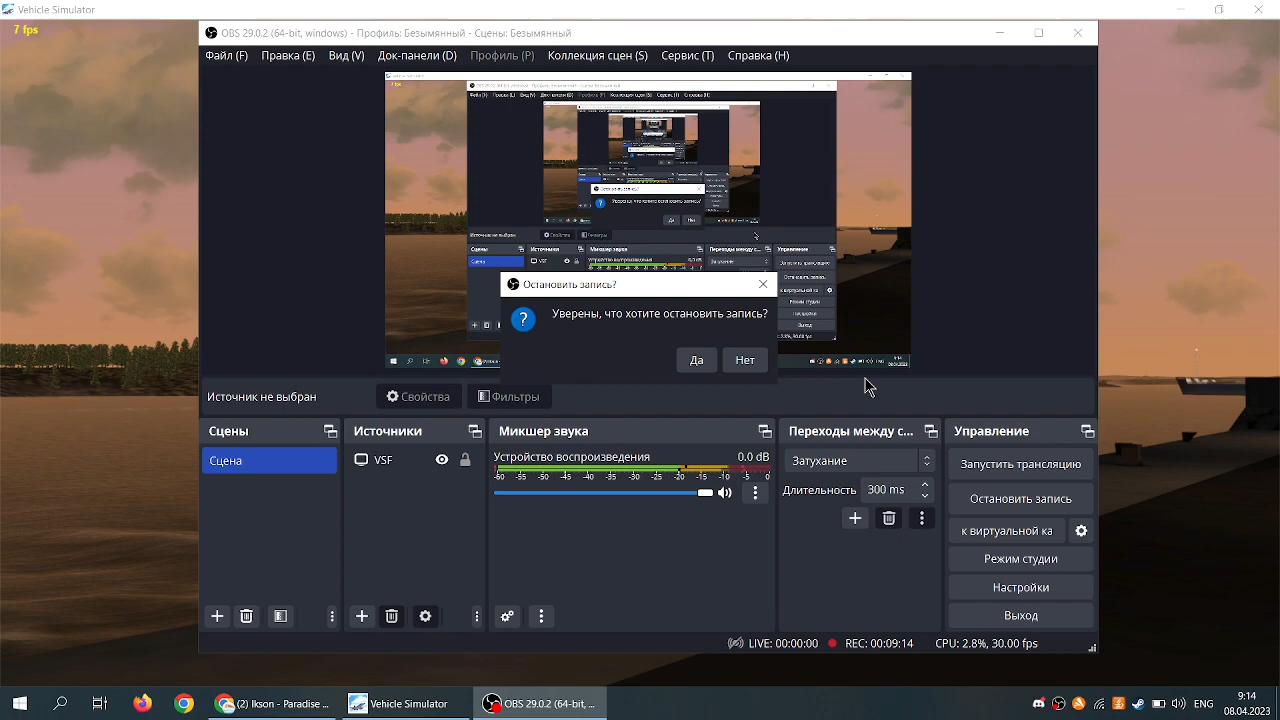 Vehicle Simulator
7 fps
OBS 29.0.2 (64-bit, windows) - Профиль: Безымянный - Сцены: Безымянный
Файл (F) Правка (E) Вид (V) Док-панели (D) Профиль (P) Коллекция сцен (S) Сервис (T) Справка (H)
Остановить запись?
Уверены, что хотите остановить запись?
Да Нет
Источник не выбран Свойства Фильтры
Сцены Источники Микшер звука Переходы между с... Управление
Сцена
VSF
Устройство воспроизведения 0.0 dB
-60 -55 -50 -45 -40 -35 -30 -25 -20 -15 -10 -5 0
Затухание
Длительность 300 ms
Запустить трансляцию
Остановить запись
к виртуальной ка
Режим студии
Настройки
Выход
LIVE: 00:00:00 REC: 00:09:14 CPU: 2.8%, 30.00 fps
Vehicle Simulator
OBS 29.0.2 (64-bit, ...
ENG
9:14
08.04.2023